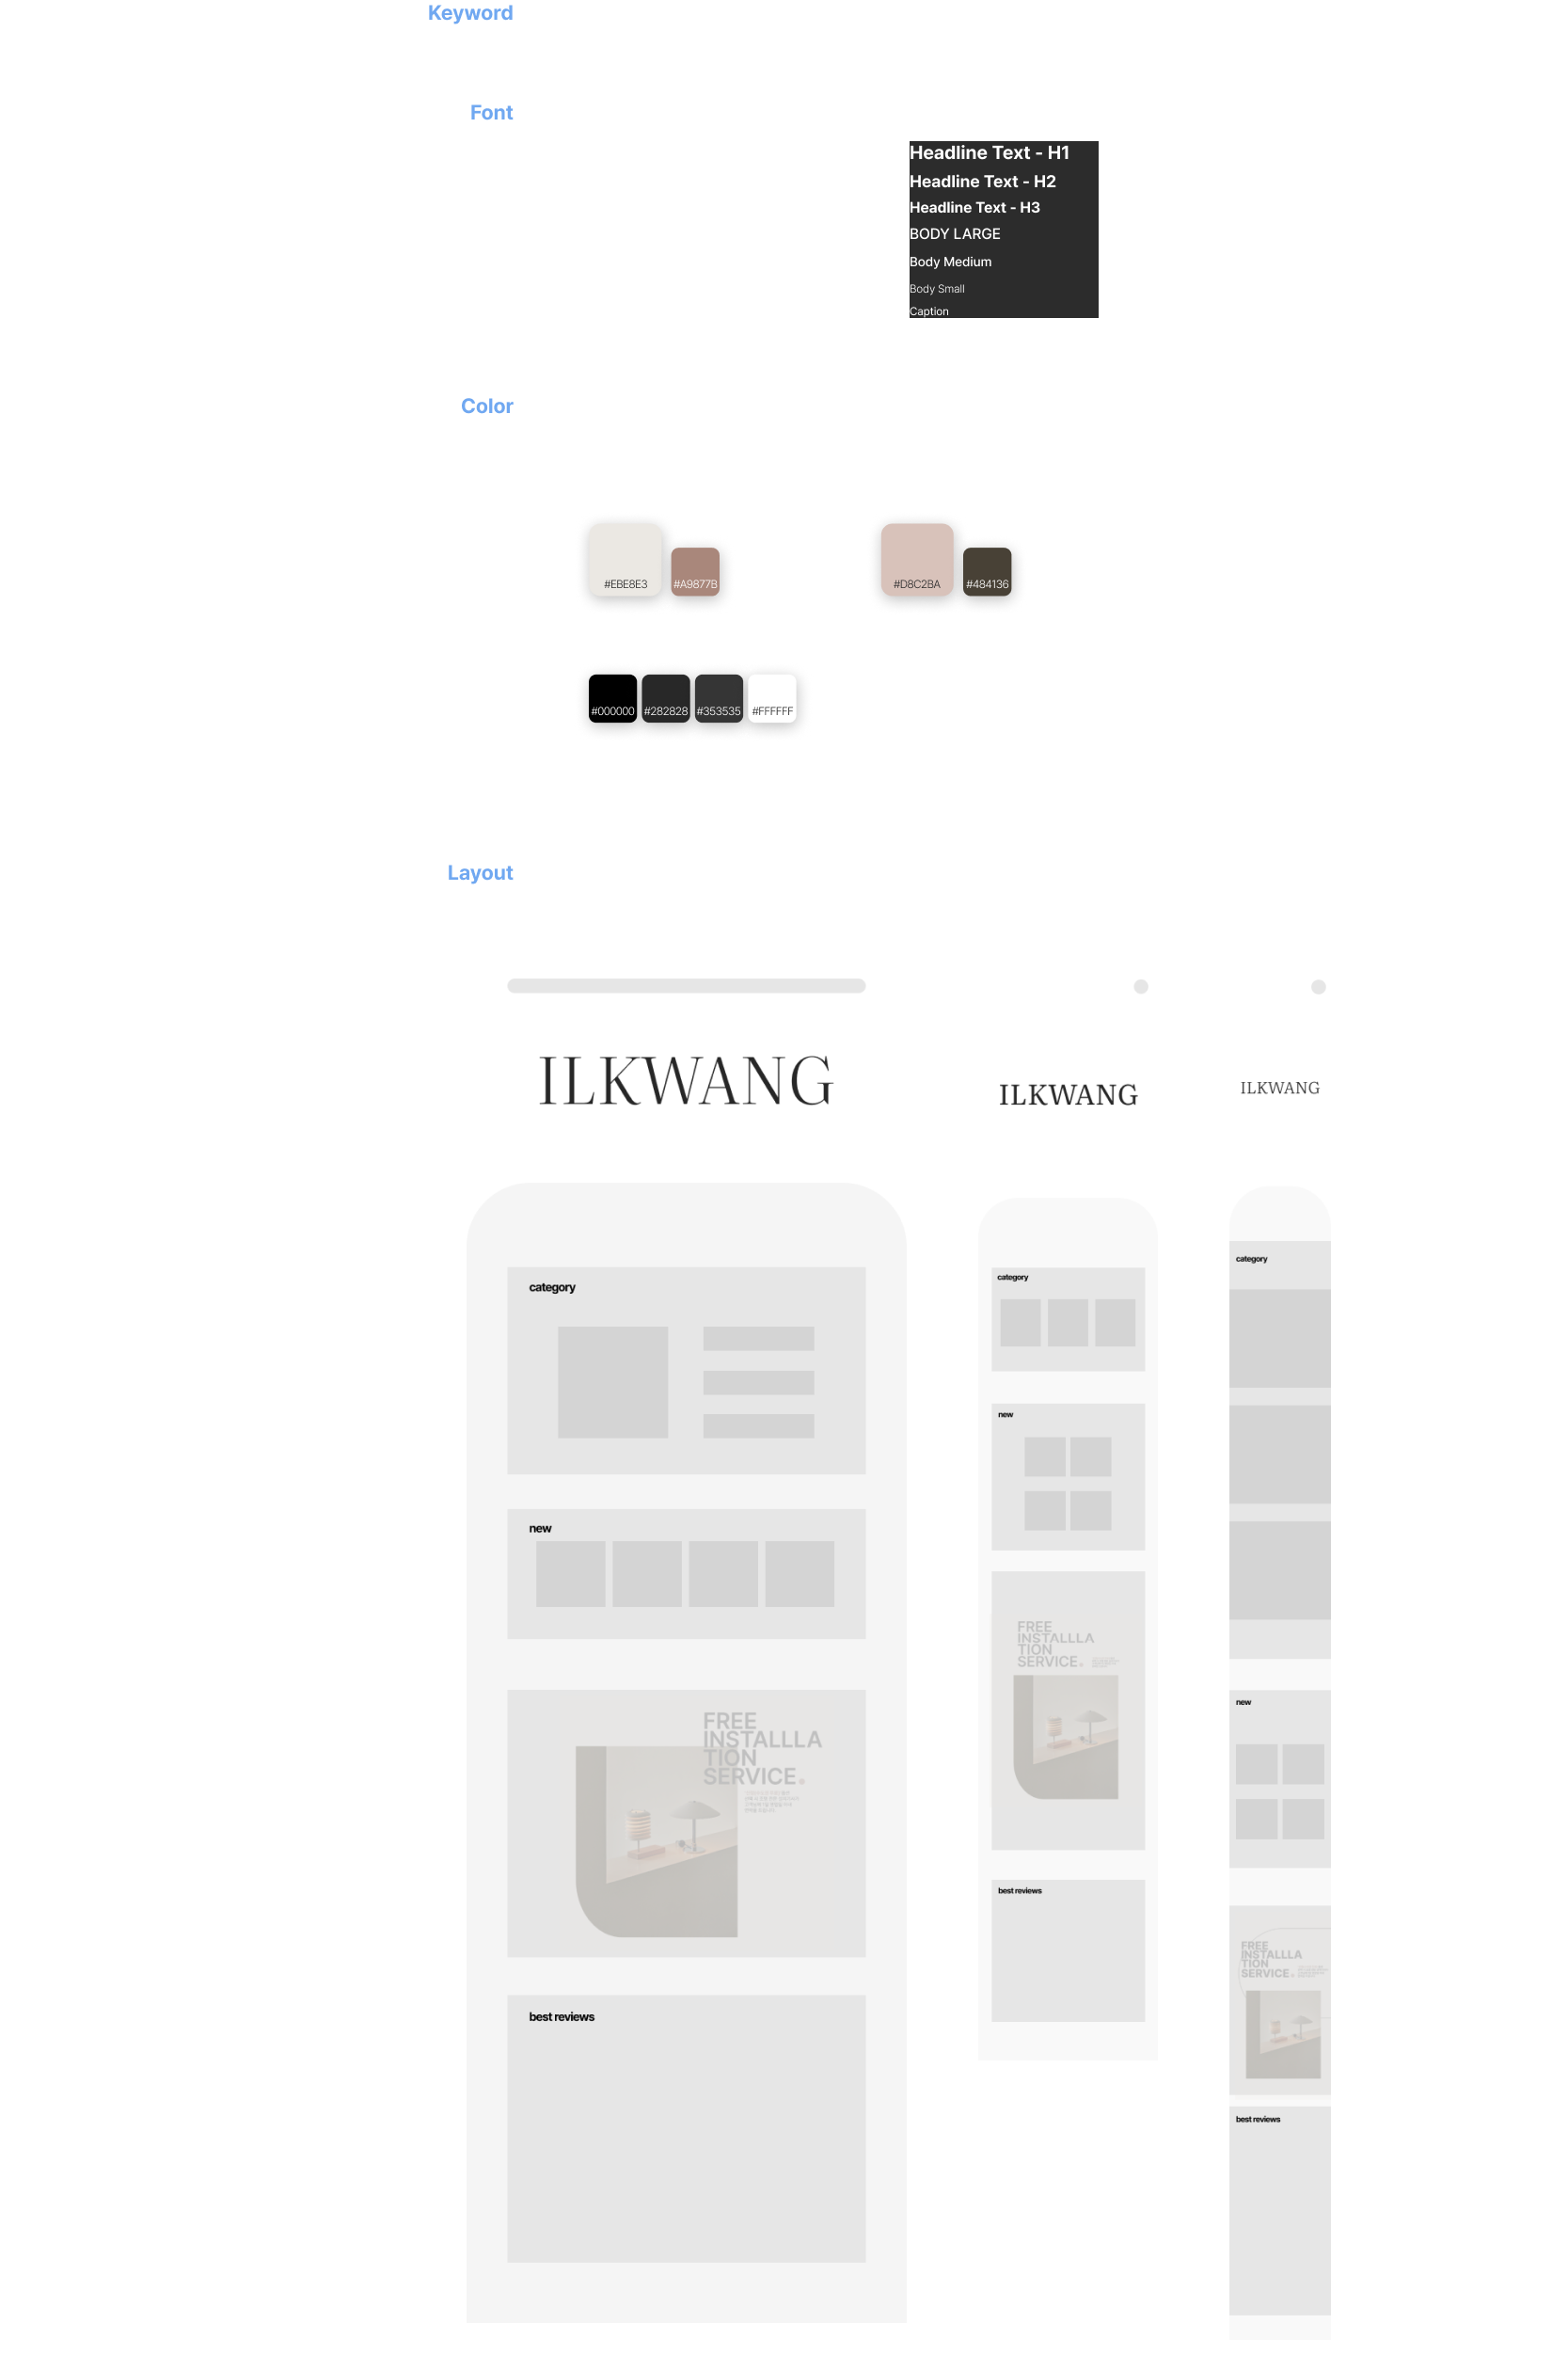 Keyword
Font
Headline Text - H1
Headline Text - H2
Headline Text - H3
BODY LARGE
Body Medium
Body Small
Caption
Color
#EBE8E3
#A9877B
#D8C2BA
#484136
#000000
#282828
#353535
#FFFFFF
Layout
ILKWANG
category
new
FREE
INSTALLLA
TION
SERVICE
best reviews
ILKWANG
category
new
FREE
INSTALLLA
TION
SERVICE
best reviews
ILKWANG
category
new
FREE
INSTALLLA
TION
SERVICE
best reviews